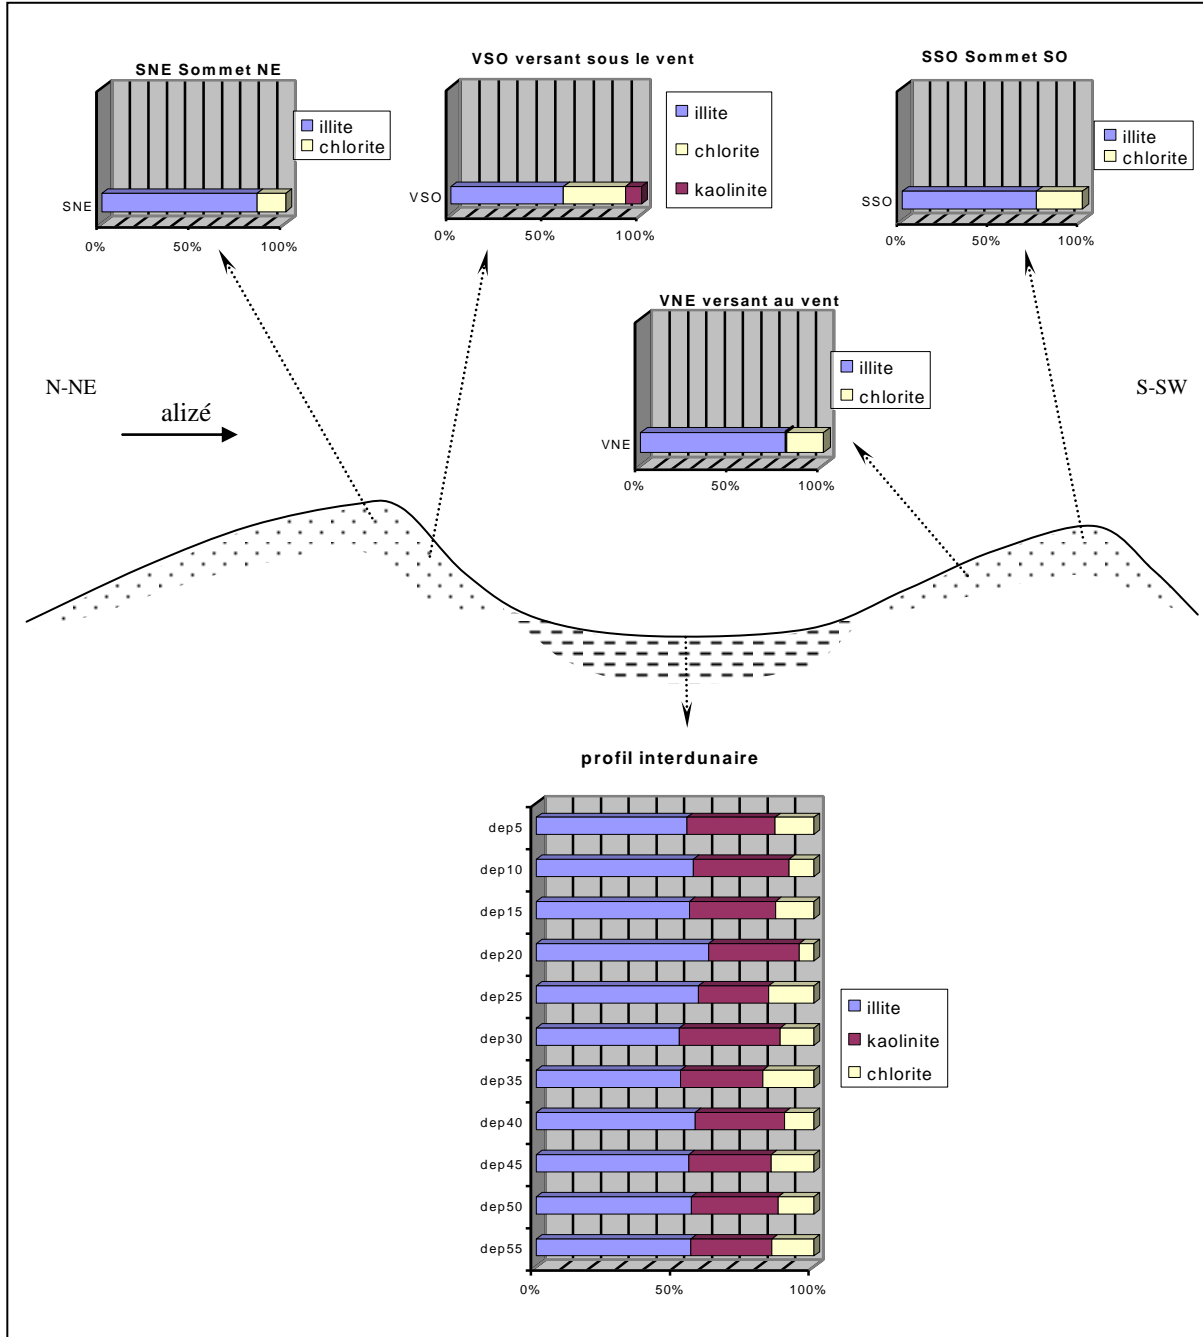 SNE Sommet NE
illite
chlorite
SNE
0% 50% 100%
VSO versant sous le vent
illite
chlorite
kaolinite
VSO
0% 50% 100%
SSO Sommet SO
illite
chlorite
SSO
0% 50% 100%
VNE versant au vent
illite
chlorite
VNE
0% 50% 100%
N-NE
alizé
S-SW
profil interdunaire
dep5
dep10
dep15
dep20
dep25
dep30
dep35
dep40
dep45
dep50
dep55
0% 50% 100%
illite
kaolinite
chlorite